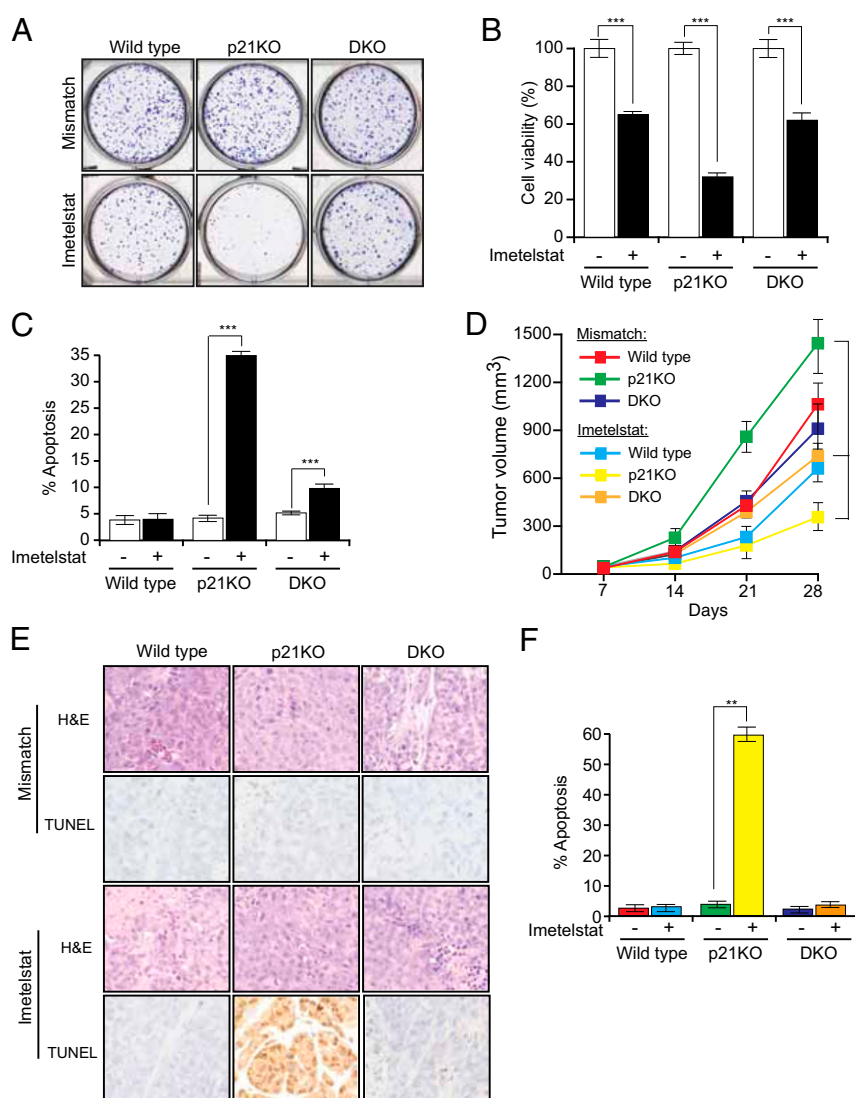 A
Wild type p21KO DKO
Mismatch
Imetelstat
B
Cell viability (%)
100
80
60
40
20
0
*** *** ***
Imetelstat - + - + - +
Wild type p21KO DKO
C
% Apoptosis
35
30
25
20
15
10
5
0
***
***
Imetelstat - + - + - +
Wild type p21KO DKO
D
Tumor volume (mm3)
1500
1200
900
600
300
0
Mismatch:
Wild type
p21KO
DKO
Imetelstat:
Wild type
p21KO
DKO
7 14 21 28
Days
E
Wild type p21KO DKO
Mismatch
H&E
TUNEL
Imetelstat
H&E
TUNEL
F
% Apoptosis
60
50
40
30
20
10
0
**
Imetelstat - + - + - +
Wild type p21KO DKO